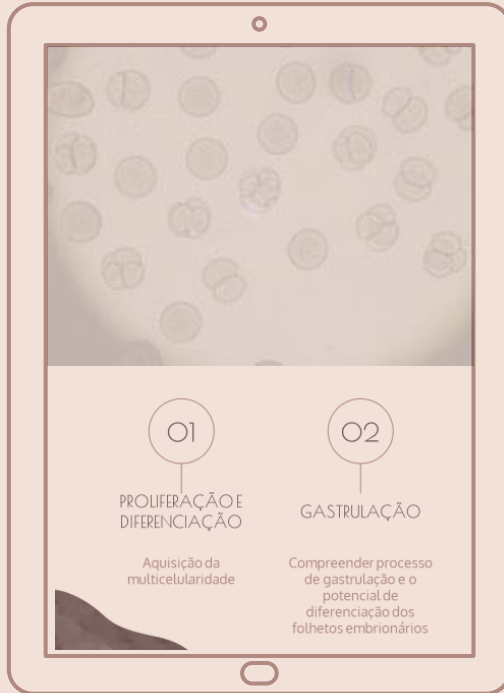 01
PROLIFERAÇÃO E
DIFERENCIAÇÃO
Aquisição da
multicelularidade
02
GASTRULAÇÃO
Compreender processo
de gastrulação e o
potencial de
diferenciação dos
folhetos embrionários